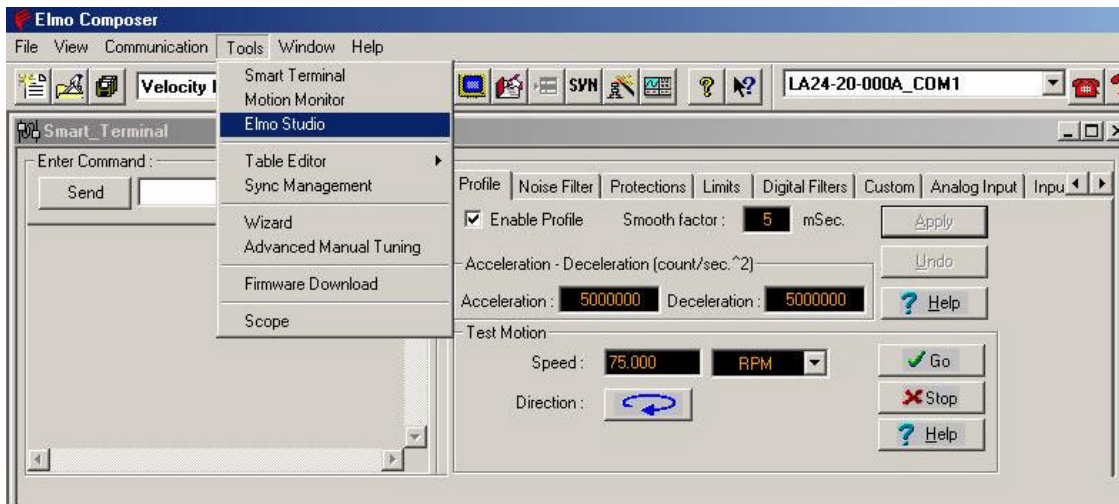 Elmo Composer
File View Communication Tools Window Help
Velocity
SYN
LA24-20-000A_COM1
Smart Terminal
Motion Monitor
Elmo Studio
Table Editor
Sync Management
Wizard
Advanced Manual Tuning
Firmware Download
Scope
Smart_Terminal
Enter Command :
Send
Profile Noise Filter Protections Limits Digital Filters Custom Analog Input
Enable Profile Smooth factor : 5 mSec.
Apply
Undo
Help
Acceleration - Deceleration (count/sec.^2)
Acceleration : 5000000 Deceleration : 5000000
Test Motion
Speed : 75.000 RPM
Direction :
Go
Stop
Help